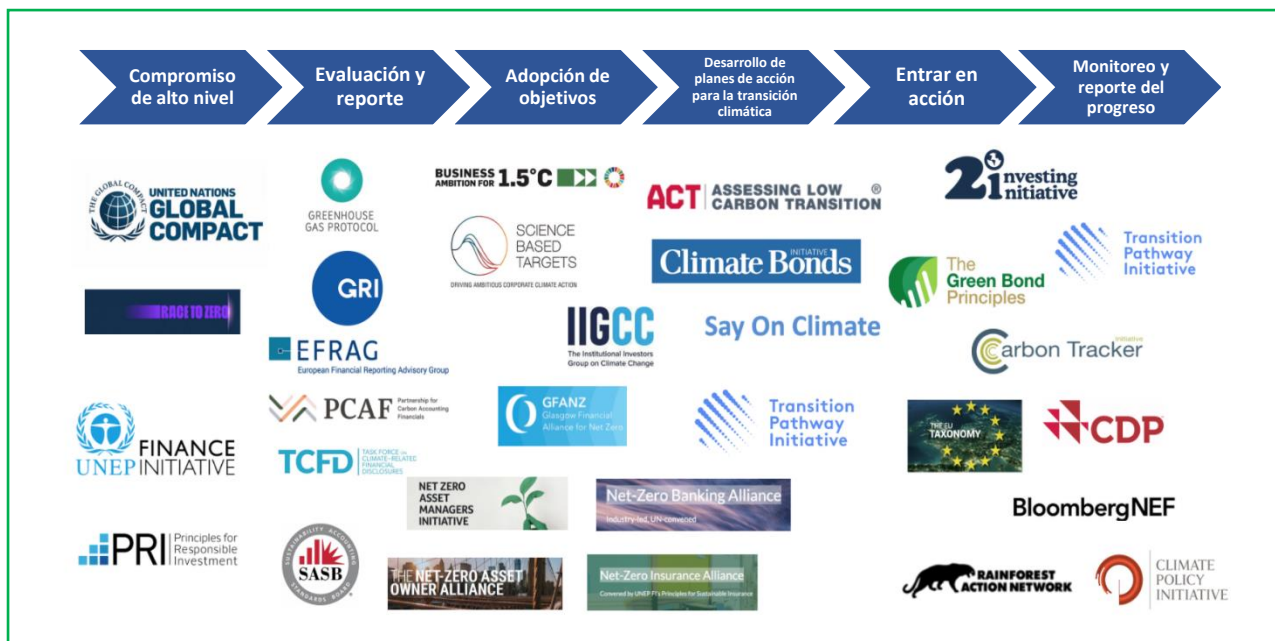 Compromiso
de alto nivel
Evaluación y
reporte
Adopción de
objetivos
Desarrollo de
planes de acción
para la transición
climática
Entrar en
acción
Monitoreo y
reporte del
progreso
THE GLOBAL COMPACT
UNITED NATIONS
GLOBAL
COMPACT
RACE TO ZERO
UNEP
FINANCE
INITIATIVE
PRI
Principles for
Responsible
Investment
GREENHOUSE
GAS PROTOCOL
GRI
EFRAG
European Financial Reporting Advisory Group
PCAF
Partnership for
Carbon Accounting
Financials
TCFD
TASK FORCE ON
CLIMATE-RELATED
FINANCIAL
DISCLOSURES
SUSTAINABILITY ACCOUNTING
SASB
STANDARDS BOARD
BUSINESS
AMBITION FOR
1.5°C
SCIENCE
BASED
TARGETS
DRIVING AMBITIOUS CORPORATE CLIMATE ACTION
IIGCC
The Institutional Investors
Group on Climate Change
GFANZ
Glasgow Financial
Alliance for Net Zero
NET ZERO
ASSET
MANAGERS
INITIATIVE
THE NET-ZERO ASSET
OWNER ALLIANCE
ACT
ASSESSING LOW
CARBON TRANSITION ®
Climate Bonds
INITIATIVE
Say On Climate
Transition
Pathway
Initiative
Net-Zero Banking Alliance
Industry-led, UN-convened
Net-Zero Insurance Alliance
Convened by UNEP FI's Principles for Sustainable Insurance
2i
nvesting
nitiative
The
Green Bond
Principles
Transition
Pathway
Initiative
Carbon Tracker
initiative
THE EU
TAXONOMY
CDP
BloombergNEF
RAINFOREST
ACTION NETWORK
CLIMATE
POLICY
INITIATIVE